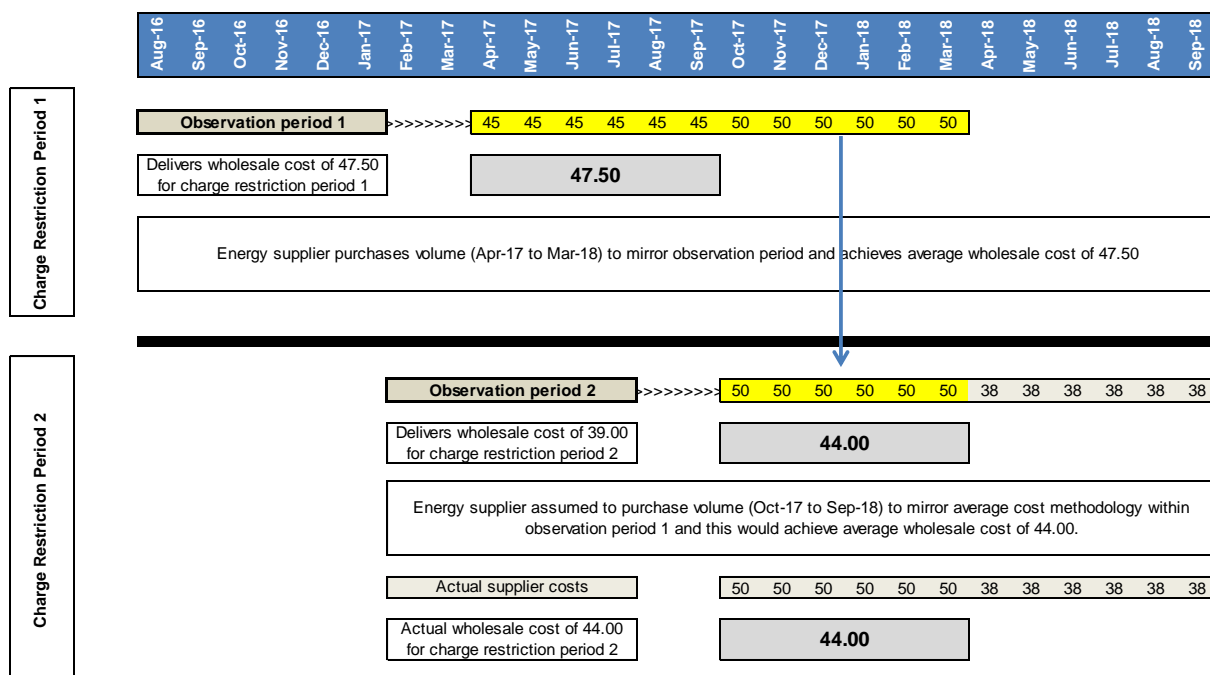 Aug-16 Sep-16 Oct-16 Nov-16 Dec-16 Jan-17 Feb-17 Mar-17 Apr-17 May-17 Jun-17 Jul-17 Aug-17 Sep-17 Oct-17 Nov-17 Dec-17 Jan-18 Feb-18 Mar-18 Apr-18 May-18 Jun-18 Jul-18 Aug-18 Sep-18
Charge Restriction Period 1
Observation period 1 >>>>>>>> 45 45 45 45 45 45 50 50 50 50 50 50
Delivers wholesale cost of 47.50
for charge restriction period 1
47.50
Energy supplier purchases volume (Apr-17 to Mar-18) to mirror observation period and achieves average wholesale cost of 47.50
Charge Restriction Period 2
Observation period 2 >>>>>>>> 50 50 50 50 50 50 38 38 38 38 38 38
Delivers wholesale cost of 39.00
for charge restriction period 2
44.00
Energy supplier assumed to purchase volume (Oct-17 to Sep-18) to mirror average cost methodology within
observation period 1 and this would achieve average wholesale cost of 44.00.
Actual supplier costs 50 50 50 50 50 50 38 38 38 38 38 38
Actual wholesale cost of 44.00
for charge restriction period 2
44.00